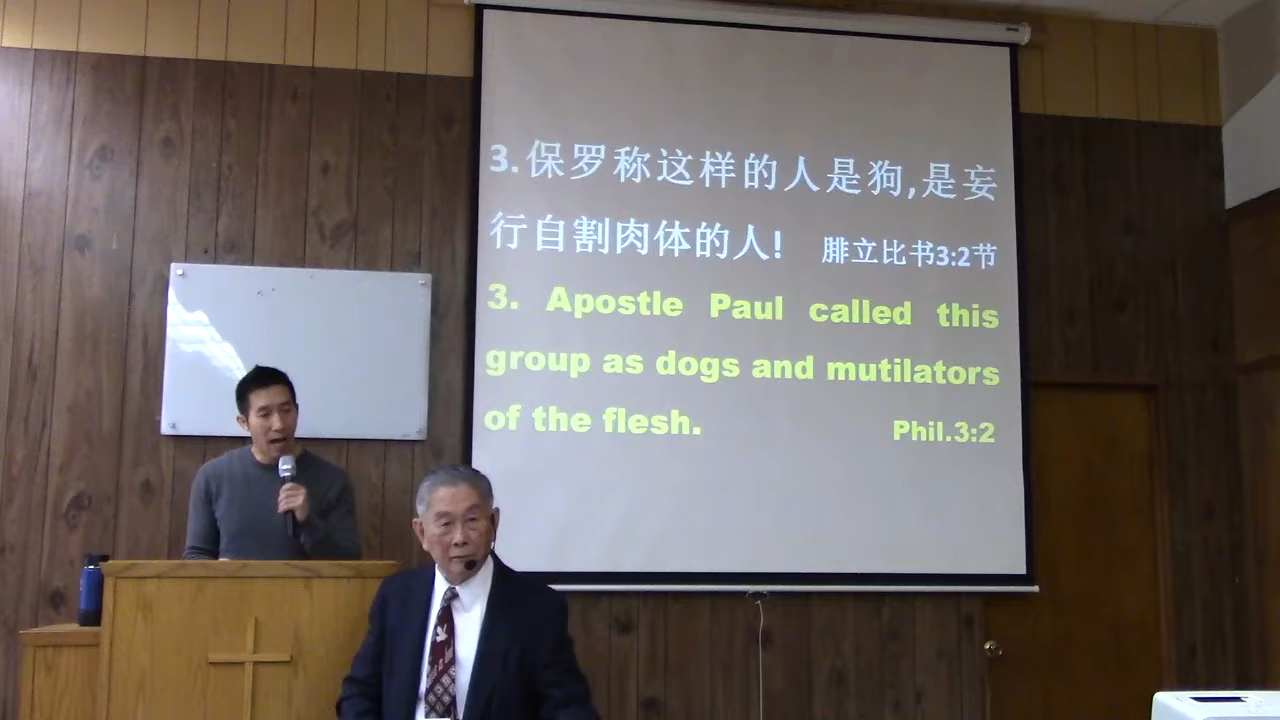 3.保罗称这样的人是狗,是妄
行自割肉体的人! 腓立比书3:2节
3. Apostle Paul called this
group as dogs and mutilators
of the flesh. Phil.3:2